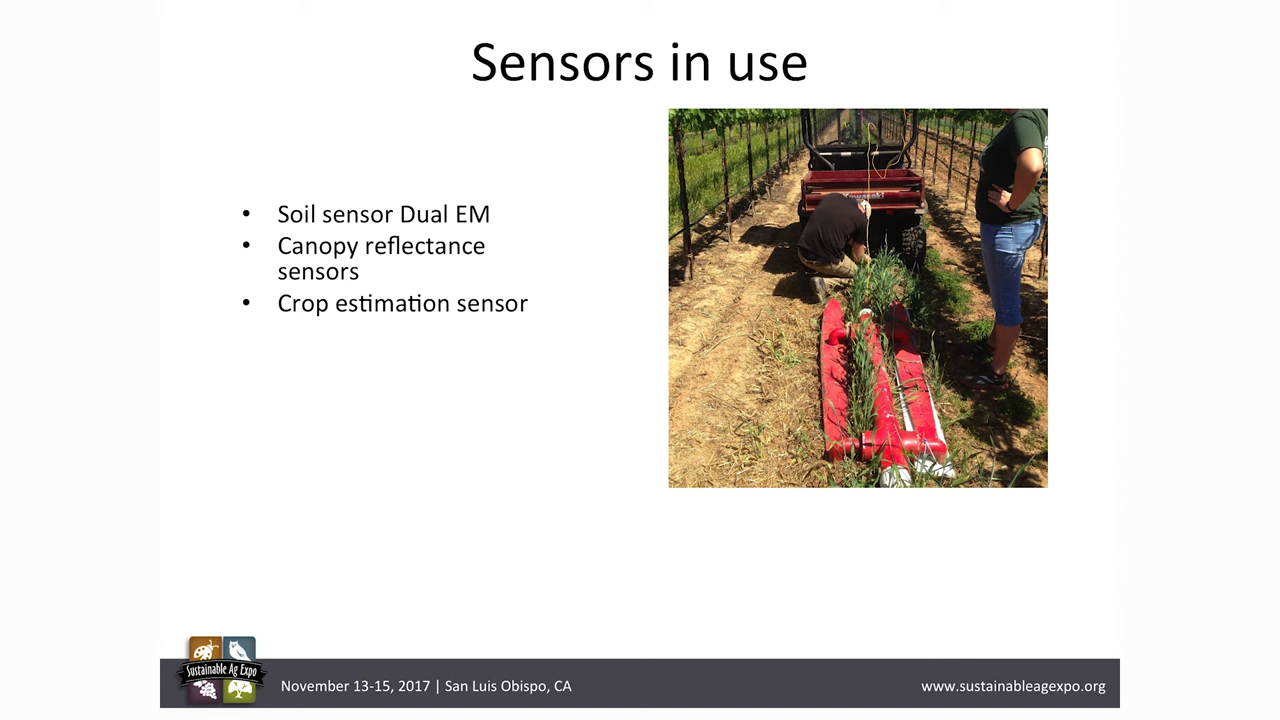 Sensors in use
• Soil sensor Dual EM
• Canopy reflectance
sensors
• Crop estimation sensor
Kawasaki
Sustainable Ag Expo
November 13-15, 2017 | San Luis Obispo, CA
www.sustainableagexpo.org